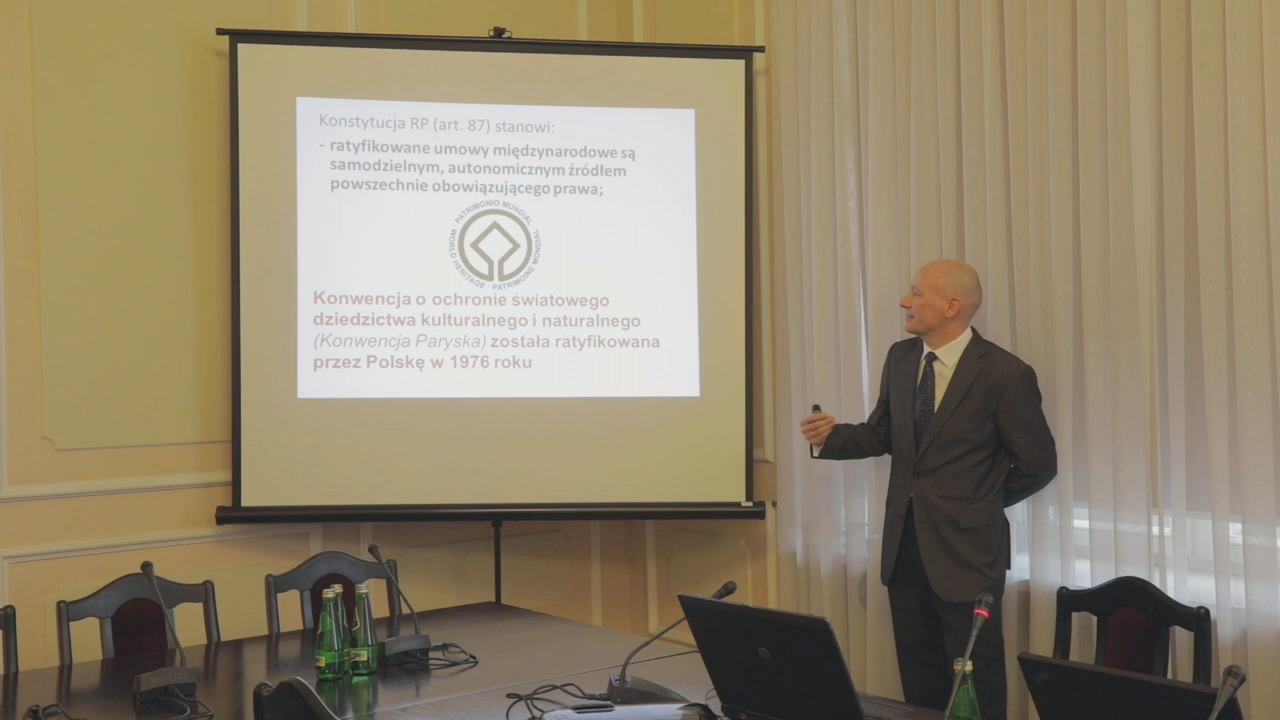 Konstytucja RP (art. 87) stanowi:
- ratyfikowane umowy międzynarodowe są
samodzielnym, autonomicznym źródłem
powszechnie obowiązującego prawa;
· PATRIMONIO MUNDIAL ·
WORLD HERITAGE · PATRIMOINE MONDIAL
Konwencja o ochronie światowego
dziedzictwa kulturalnego i naturalnego
(Konwencja Paryska) została ratyfikowana
przez Polskę w 1976 roku